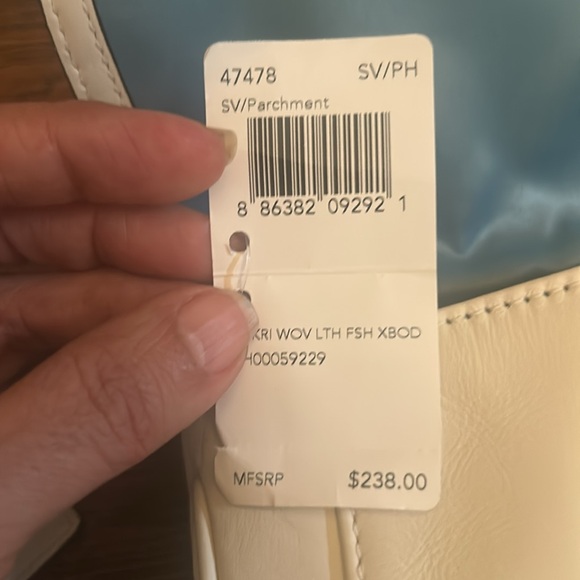 47478 SV/PH
SV/Parchment
8 86382 09292 1
KRI WOV LTH FSH XBOD
H00059229
MFSRP $238.00